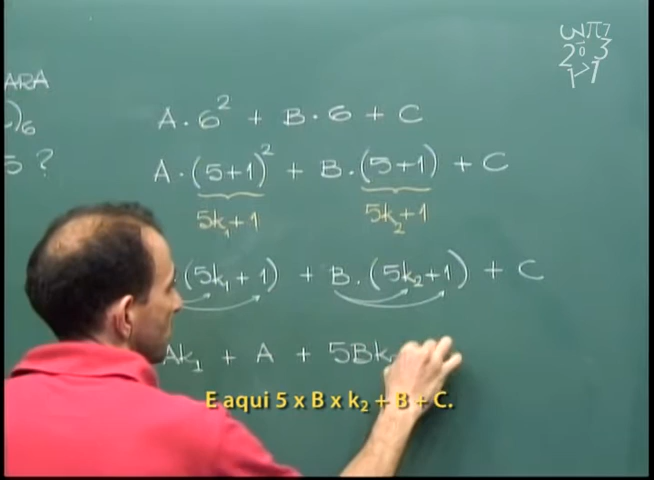 ARA
)₆
5 ?
A · 6² + B · 6 + C
A · (5+1)² + B · (5+1) + C
5k₁+1 5k₂+1
(5k₁ + 1) + B · (5k₂+1) + C
Ak₁ + A + 5Bk
E aqui 5 x B x k₂ + B + C.